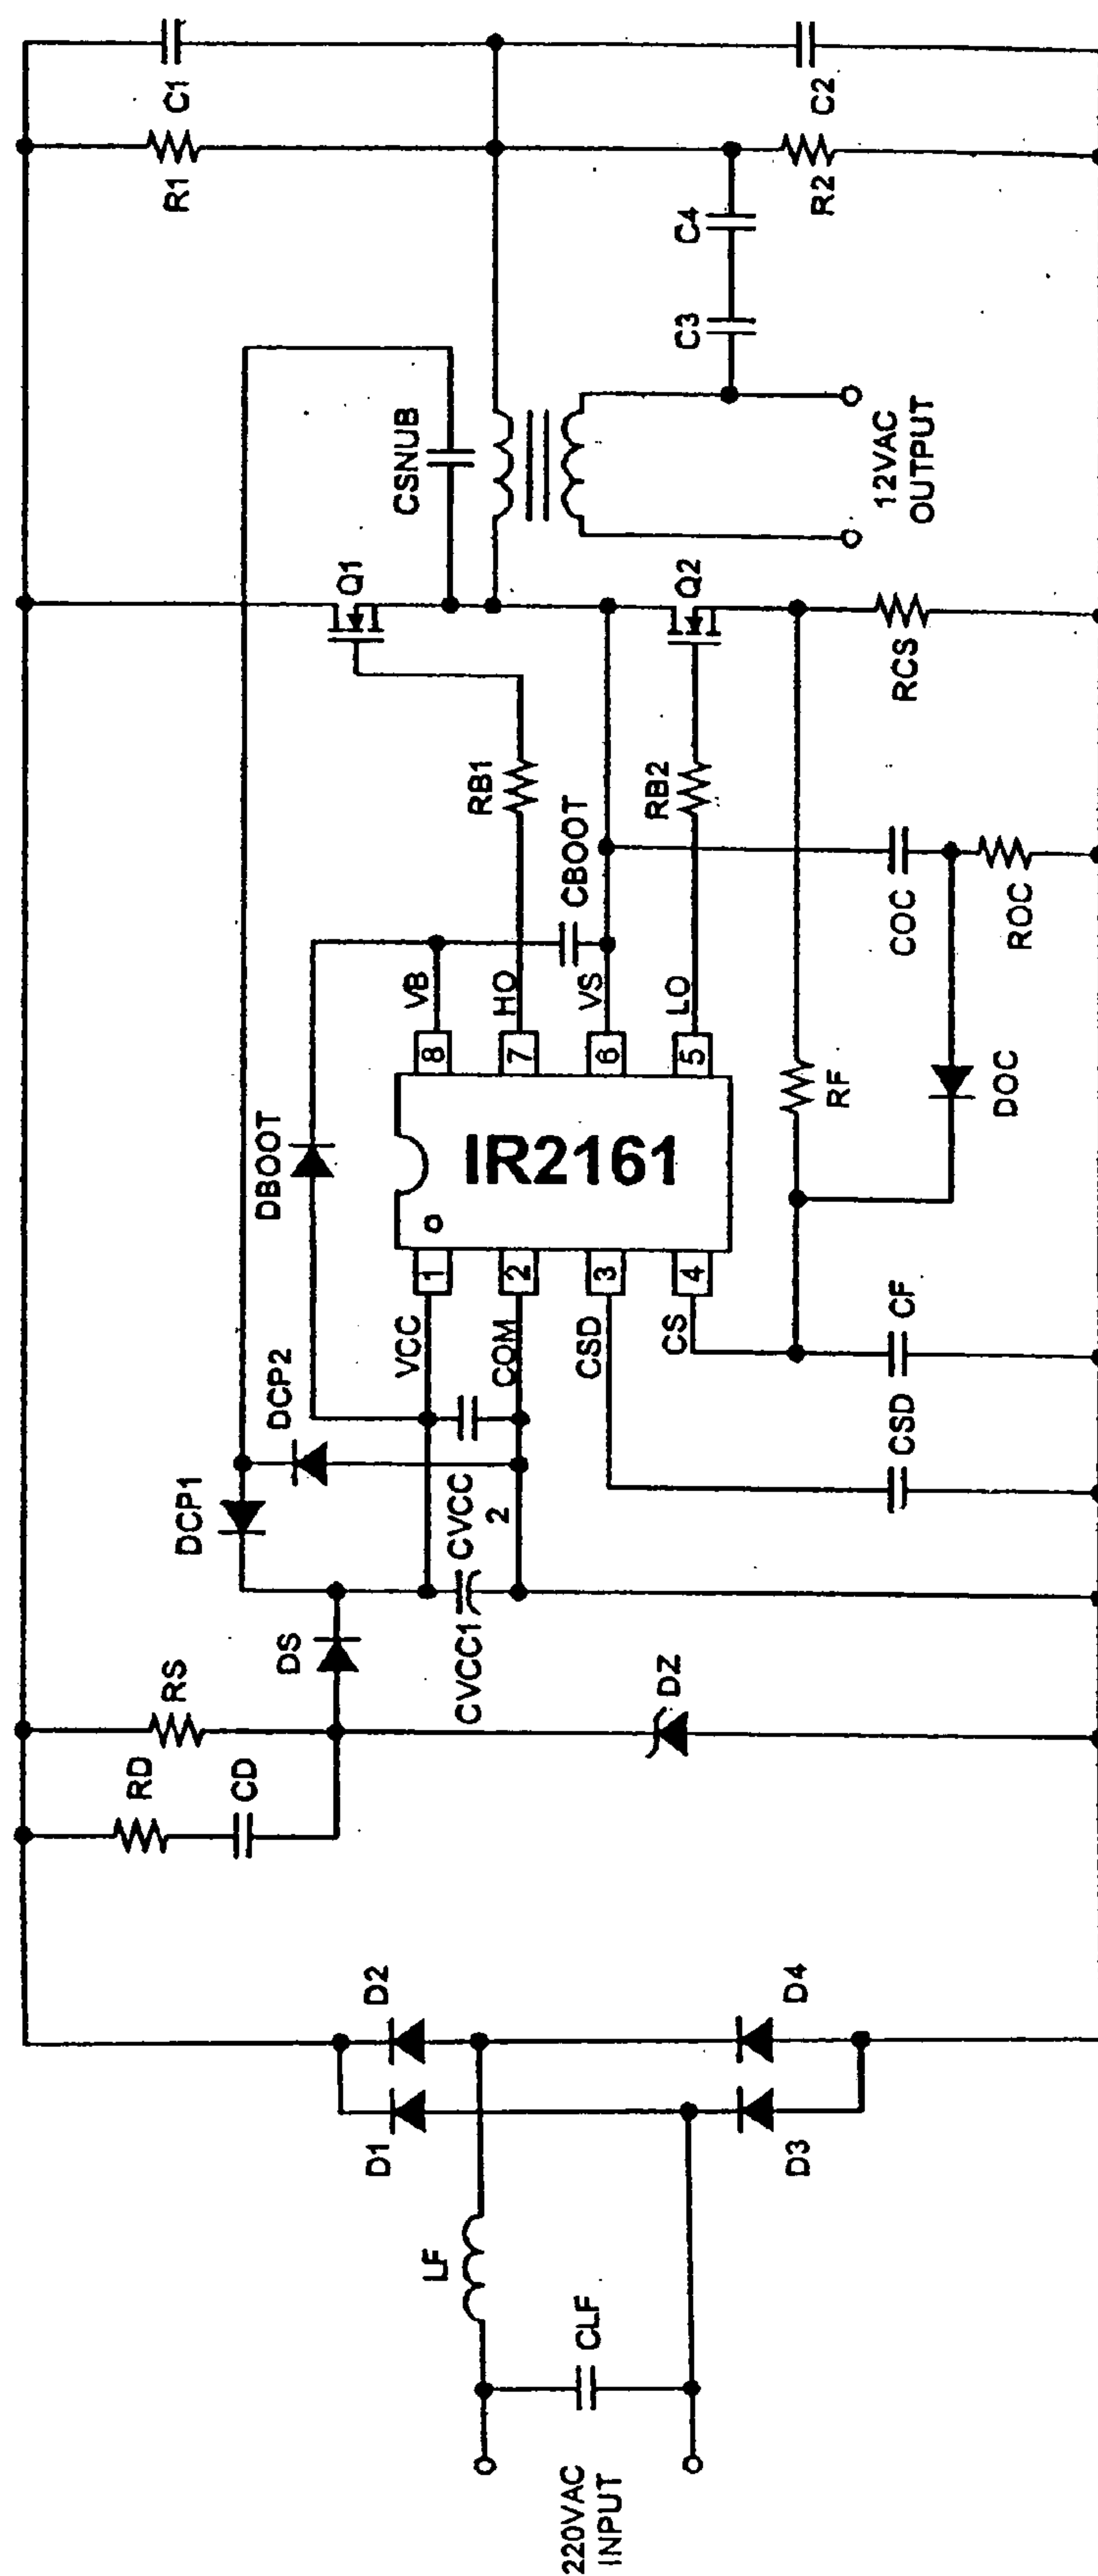 220VAC
INPUT
CLF
LF
D1
D2
D3
D4
RD
CD
RS
DS
DZ
DCP1
DCP2
CVCC1
CVCC
2
DBOOT
VCC
COM
CSD
CS
1
2
3
4
IR2161
8
7
6
5
VB
HO
VS
LO
CSD
CF
RF
DOC
COC
ROC
CBOOT
RB1
RB2
Q1
Q2
RCS
CSNUB
12VAC
OUTPUT
C3
C4
R1
C1
R2
C2